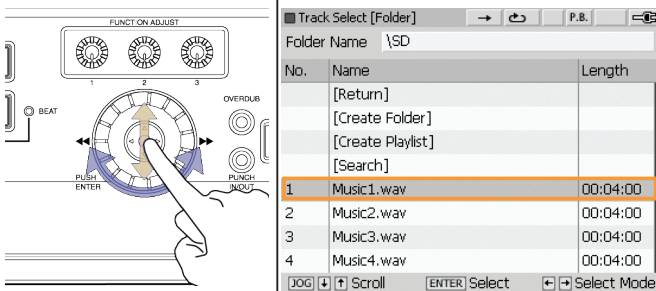 FUNCTION ADJUST
1 2 3
BEAT
OVERDUB
PUSH
ENTER
PUNCH
IN/OUT
Track Select [Folder] P.B.
Folder Name \SD
No. Name Length
[Return]
[Create Folder]
[Create Playlist]
[Search]
1 Music1.wav 00:04:00
2 Music2.wav 00:04:00
3 Music3.wav 00:04:00
4 Music4.wav 00:04:00
JOG ↓ ↑ Scroll ENTER Select ← → Select Mode